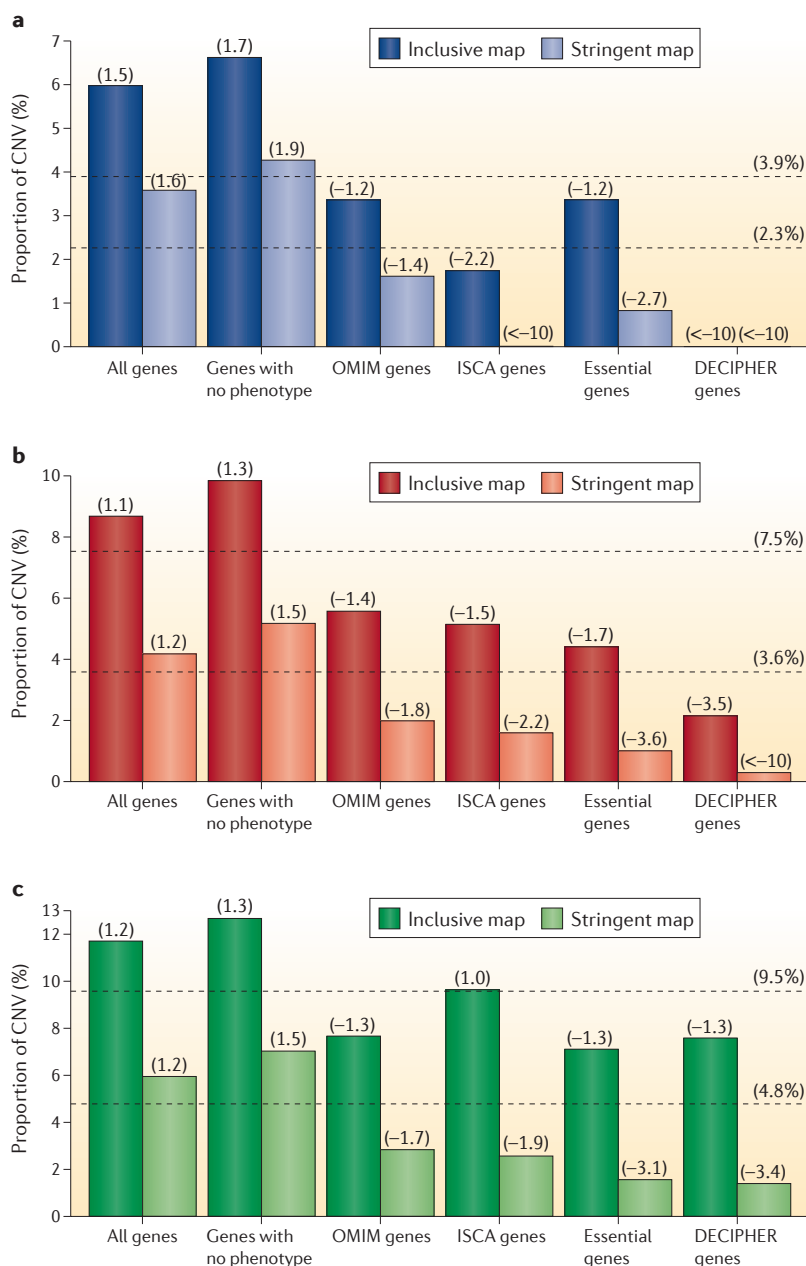 a
Proportion of CNV (%)
7
6
5
4
3
2
1
0
Inclusive map
Stringent map
(1.5)
(1.6)
(1.7)
(1.9)
(–1.2)
(–1.4)
(–2.2)
(<–10)
(–1.2)
(–2.7)
(<–10)
(<–10)
(3.9%)
(2.3%)
All genes
Genes with
no phenotype
OMIM genes
ISCA genes
Essential
genes
DECIPHER
genes
b
Proportion of CNV (%)
10
8
6
4
2
0
Inclusive map
Stringent map
(1.1)
(1.2)
(1.3)
(1.5)
(–1.4)
(–1.8)
(–1.5)
(–2.2)
(–1.7)
(–3.6)
(–3.5)
(<–10)
(7.5%)
(3.6%)
All genes
Genes with
no phenotype
OMIM genes
ISCA genes
Essential
genes
DECIPHER
genes
c
Proportion of CNV (%)
13
12
10
8
6
4
2
0
Inclusive map
Stringent map
(1.2)
(1.2)
(1.3)
(1.5)
(–1.3)
(–1.7)
(1.0)
(–1.9)
(–1.3)
(–3.1)
(–1.3)
(–3.4)
(9.5%)
(4.8%)
All genes
Genes with
no phenotype
OMIM genes
ISCA genes
Essential
genes
DECIPHER
genes